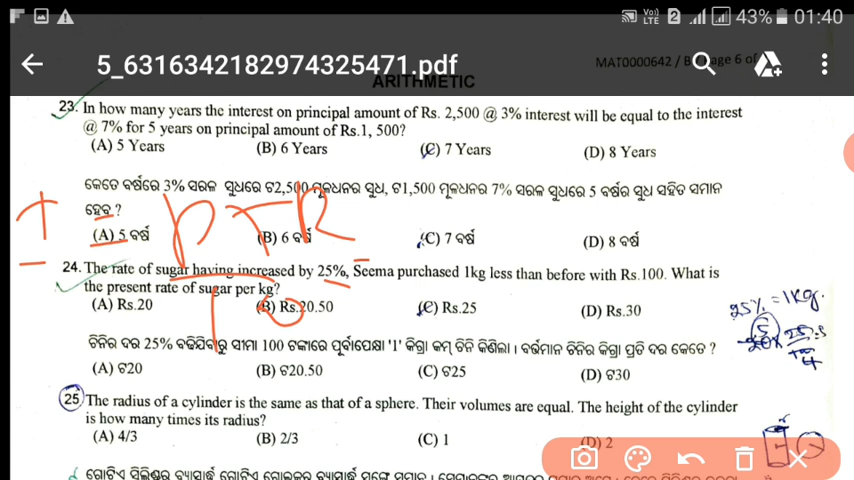 43% 01:40
5_6316342182974325471.pdf
MAT0000642 / B / Page 6 of
ARITHMETIC
23. In how many years the interest on principal amount of Rs. 2,500 @ 3% interest will be equal to the interest
@ 7% for 5 years on principal amount of Rs.1, 500?
(A) 5 Years (B) 6 Years (C) 7 Years (D) 8 Years
କେତେ ବର୍ଷରେ 3% ସରଳ ସୁଧରେ ଟ2,500 ମୂଳଧନର ସୁଧ, ଟ1,500 ମୂଳଧନର 7% ସରଳ ସୁଧରେ 5 ବର୍ଷର ସୁଧ ସହିତ ସମାନ
ହେବ ?
(A) 5 ବର୍ଷ (B) 6 ବର୍ଷ (C) 7 ବର୍ଷ (D) 8 ବର୍ଷ
24. The rate of sugar having increased by 25%, Seema purchased 1kg less than before with Rs.100. What is
the present rate of sugar per kg?
(A) Rs.20 (B) Rs.20.50 (C) Rs.25 (D) Rs.30
25% = 1kg.
ଚିନିର ଦର 25% ବଢିଯିବାରୁ ସୀମା 100 ଟଙ୍କାରେ ପୂର୍ବାପେକ୍ଷା '1' କିଗ୍ରା କମ୍ ଚିନି କିଣିଲା । ବର୍ତ୍ତମାନ ଚିନିର କିଗ୍ରା ପ୍ରତି ଦର କେତେ ?
(A) ଟ20 (B) ଟ20.50 (C) ଟ25 (D) ଟ30
25. The radius of a cylinder is the same as that of a sphere. Their volumes are equal. The height of the cylinder
is how many times its radius?
(A) 4/3 (B) 2/3 (C) 1 (D) 2